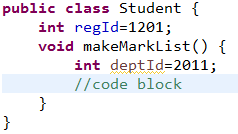 public class Student {
    int regId=1201;
    void makeMarkList() {
        int deptId=2011;
        //code block
    }
}